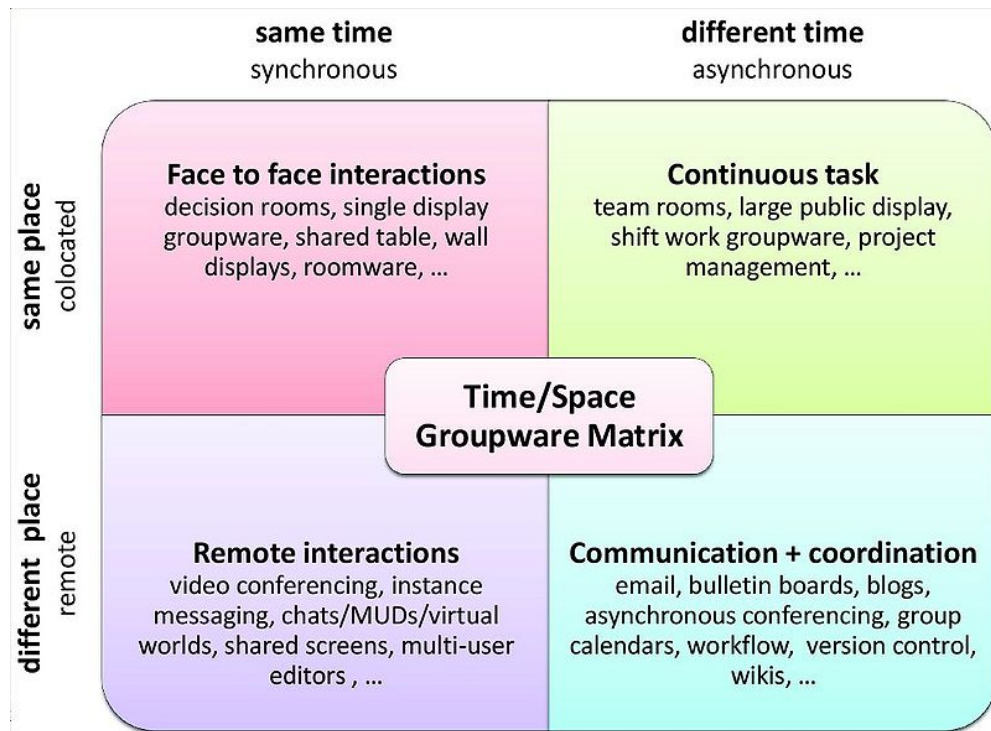 same time
synchronous
different time
asynchronous
same place
colocated
Face to face interactions
decision rooms, single display
groupware, shared table, wall
displays, roomware, ...
Continuous task
team rooms, large public display,
shift work groupware, project
management, ...
Time/Space
Groupware Matrix
different place
remote
Remote interactions
video conferencing, instance
messaging, chats/MUDs/virtual
worlds, shared screens, multi-user
editors , ...
Communication + coordination
email, bulletin boards, blogs,
asynchronous conferencing, group
calendars, workflow, version control,
wikis, ...